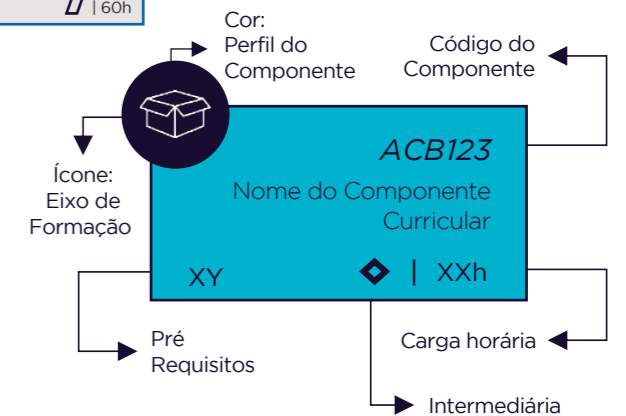 | 60h
Cor:
Perfil do
Componente
Código do
Componente
Ícone:
Eixo de
Formação
ACB123
Nome do Componente
Curricular
XY
| XXh
Pré
Requisitos
Carga horária
Intermediária